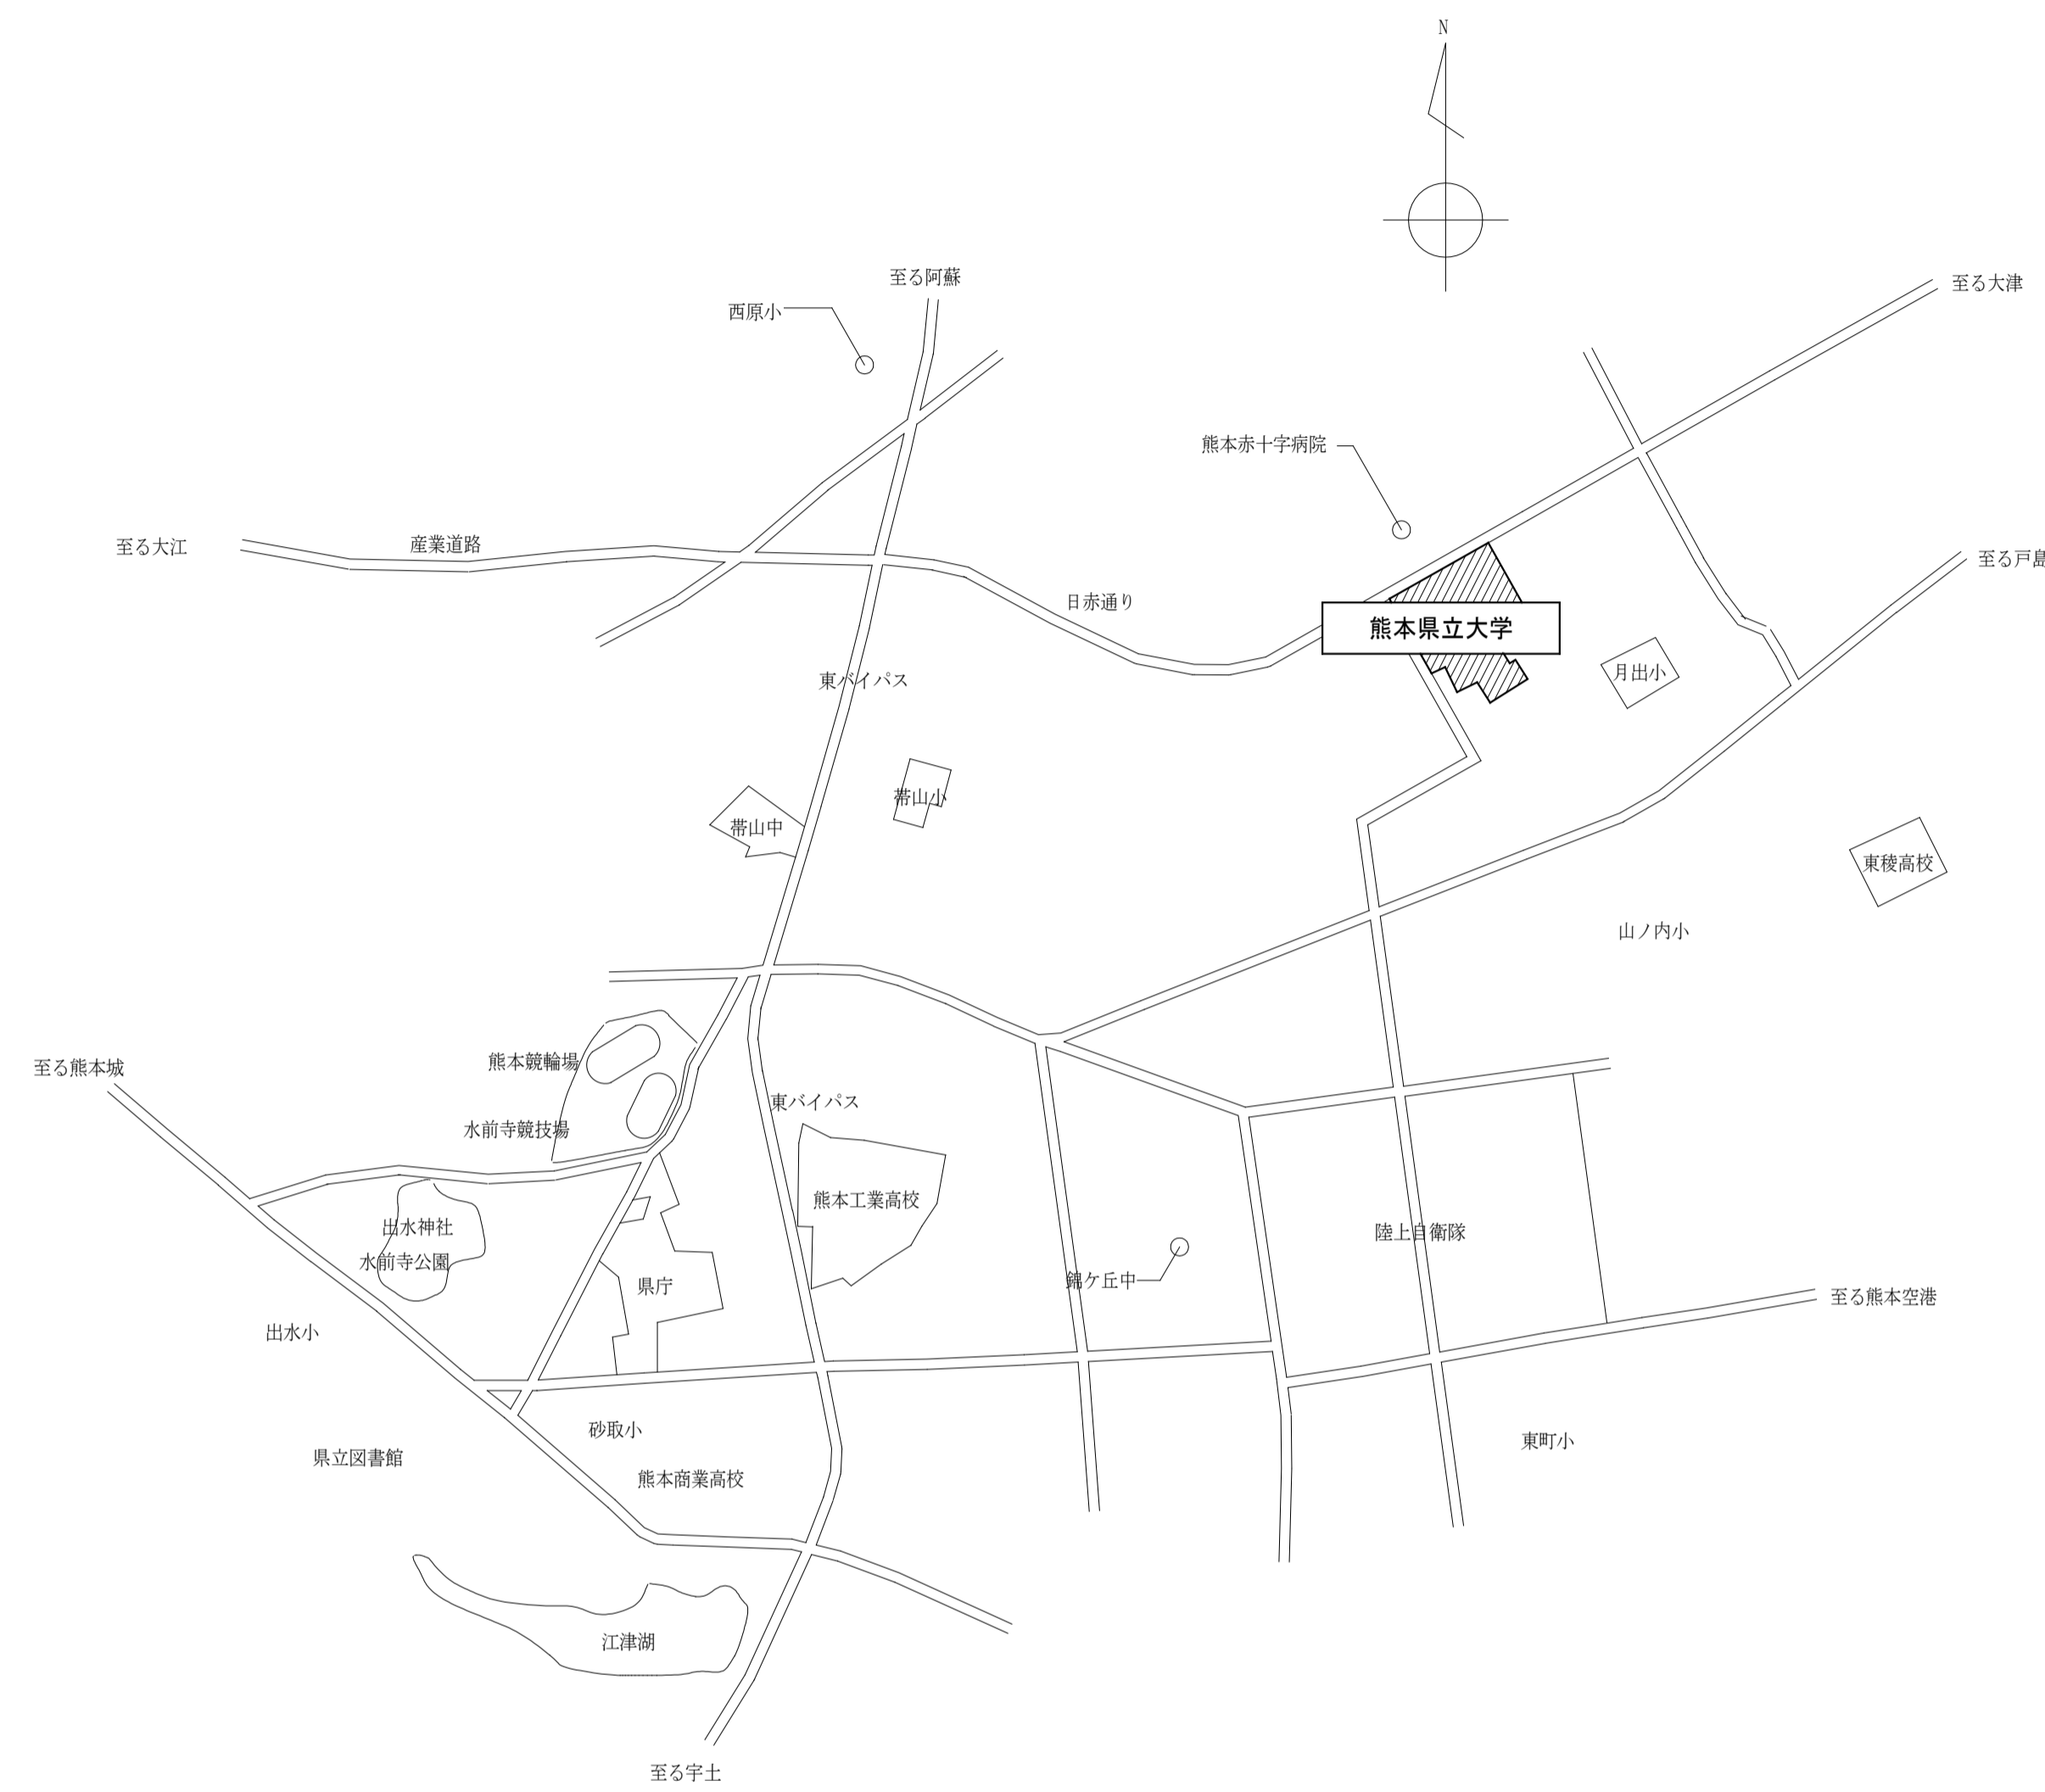 N
至る阿蘇
至る大津
西原小
熊本赤十字病院
至る大江
産業道路
至る戸島
日赤通り
熊本県立大学
東バイパス
月出小
帯山小
帯山中
東稜高校
山ノ内小
熊本競輪場
至る熊本城
東バイパス
水前寺競技場
熊本工業高校
出水神社
陸上自衛隊
水前寺公園
錦ケ丘中
県庁
至る熊本空港
出水小
砂取小
東町小
県立図書館
熊本商業高校
江津湖
至る宇土